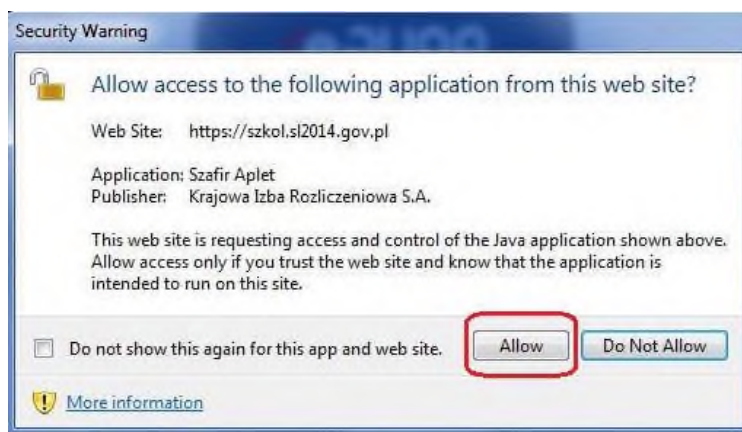 Security Warning
Allow access to the following application from this web site?
Web Site: https://szkol.sl2014.gov.pl
Application: Szafir Aplet
Publisher: Krajowa Izba Rozliczeniowa S.A.
This web site is requesting access and control of the Java application shown above.
Allow access only if you trust the web site and know that the application is
intended to run on this site.
Do not show this again for this app and web site.
Allow
Do Not Allow
More information